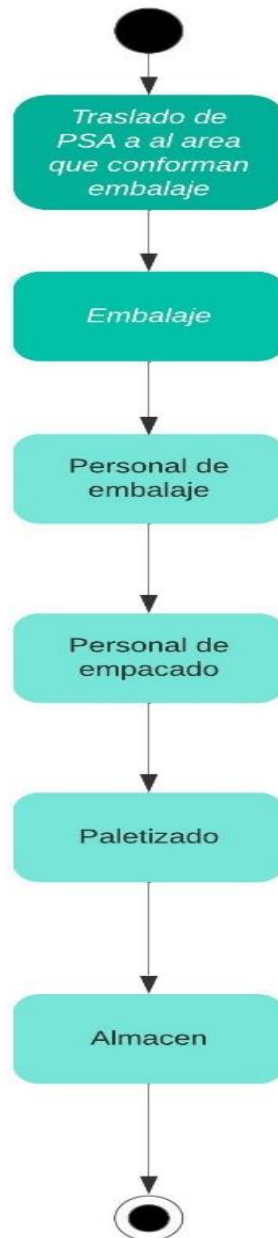 Traslado de
PSA a al area
que conforman
embalaje
Embalaje
Personal de
embalaje
Personal de
empacado
Paletizado
Almacen